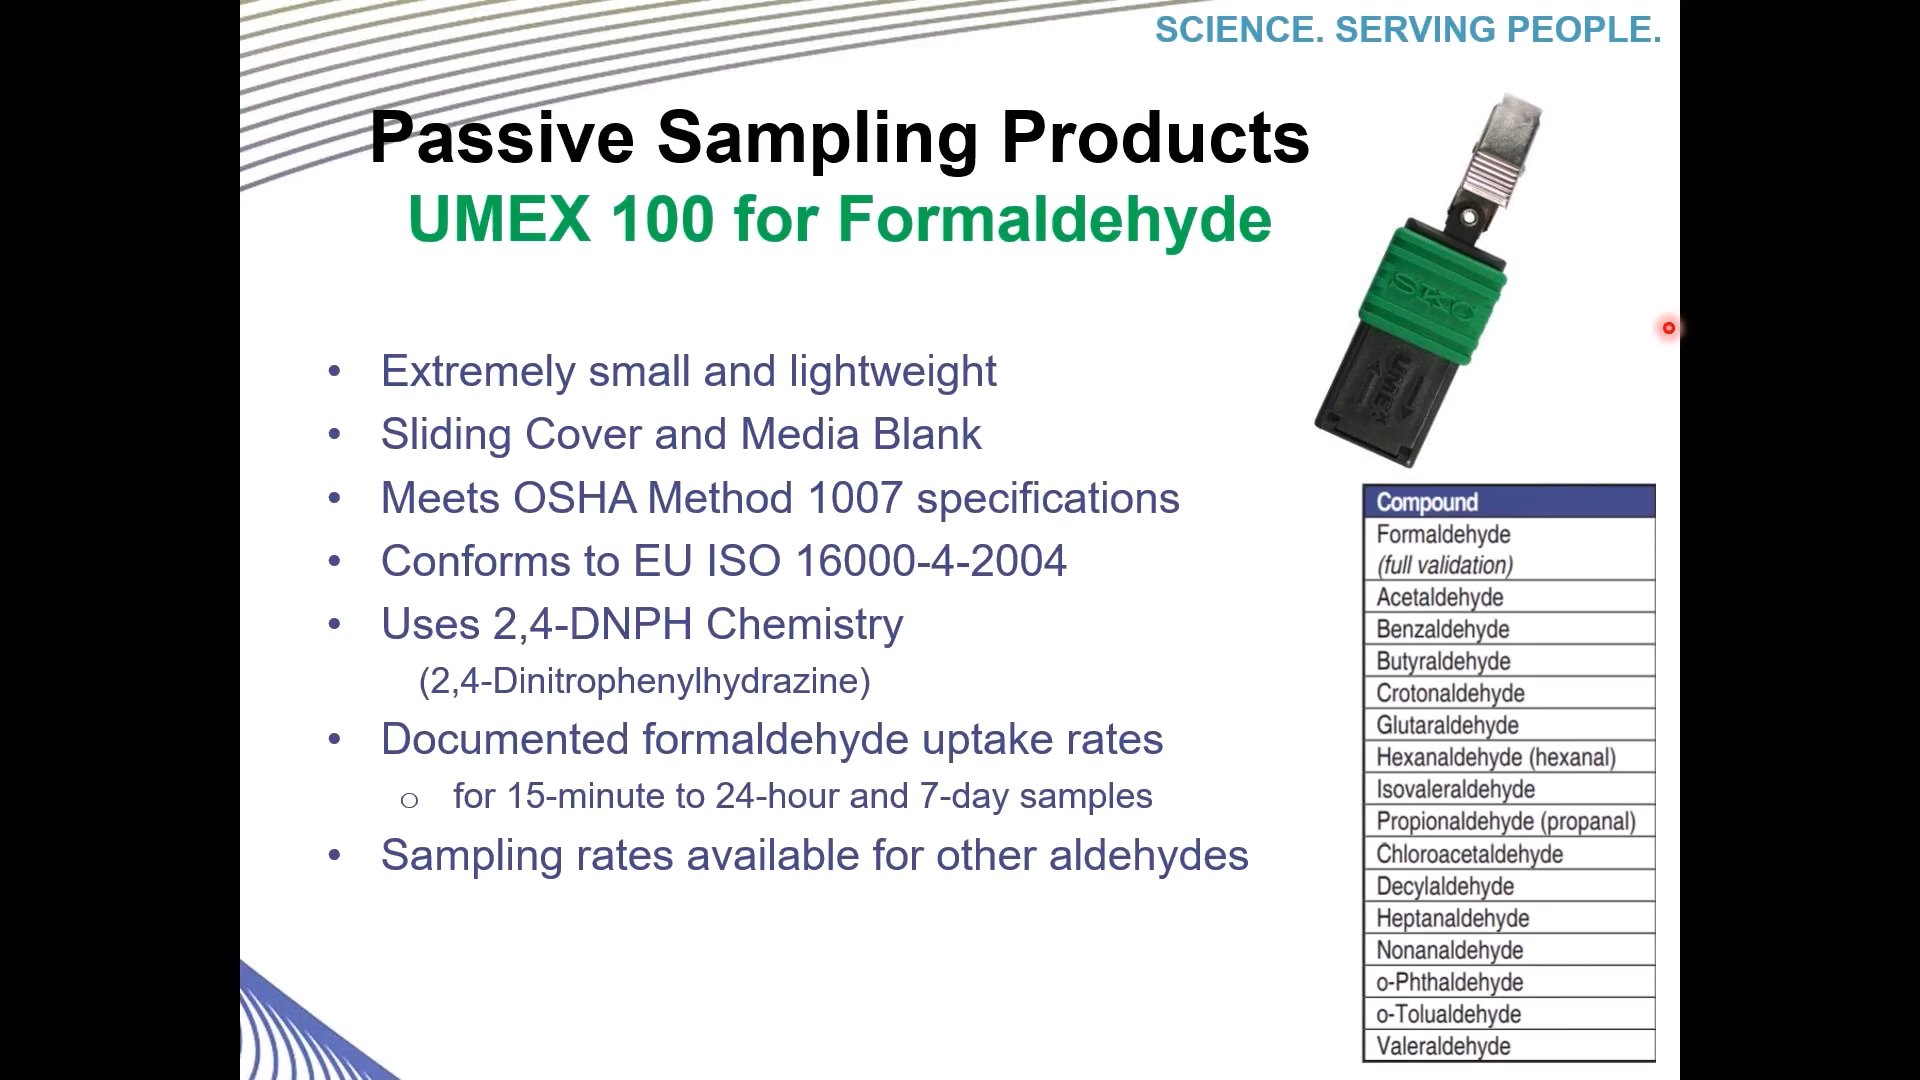 SCIENCE. SERVING PEOPLE.
Passive Sampling Products
UMEX 100 for Formaldehyde
• Extremely small and lightweight
• Sliding Cover and Media Blank
• Meets OSHA Method 1007 specifications
• Conforms to EU ISO 16000-4-2004
• Uses 2,4-DNPH Chemistry
(2,4-Dinitrophenylhydrazine)
• Documented formaldehyde uptake rates
o for 15-minute to 24-hour and 7-day samples
• Sampling rates available for other aldehydes
SKC
UMEX
Compound
Formaldehyde
(full validation)
Acetaldehyde
Benzaldehyde
Butyraldehyde
Crotonaldehyde
Glutaraldehyde
Hexanaldehyde (hexanal)
Isovaleraldehyde
Propionaldehyde (propanal)
Chloroacetaldehyde
Decylaldehyde
Heptanaldehyde
Nonanaldehyde
o-Phthaldehyde
o-Tolualdehyde
Valeraldehyde